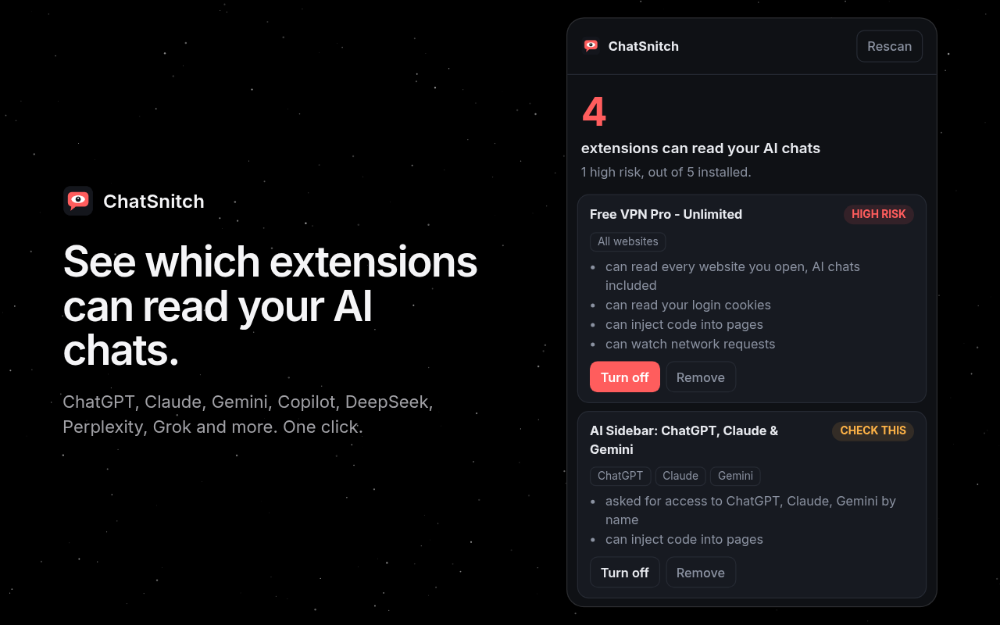 ChatSnitch
See which extensions
can read your AI
chats.
ChatGPT, Claude, Gemini, Copilot, DeepSeek,
Perplexity, Grok and more. One click.
ChatSnitch
Rescan
4
extensions can read your AI chats
1 high risk, out of 5 installed.
Free VPN Pro - Unlimited
HIGH RISK
All websites
• can read every website you open, AI chats
included
• can read your login cookies
• can inject code into pages
• can watch network requests
Turn off
Remove
AI Sidebar: ChatGPT, Claude &
Gemini
CHECK THIS
ChatGPT
Claude
Gemini
• asked for access to ChatGPT, Claude, Gemini by
name
• can inject code into pages
Turn off
Remove